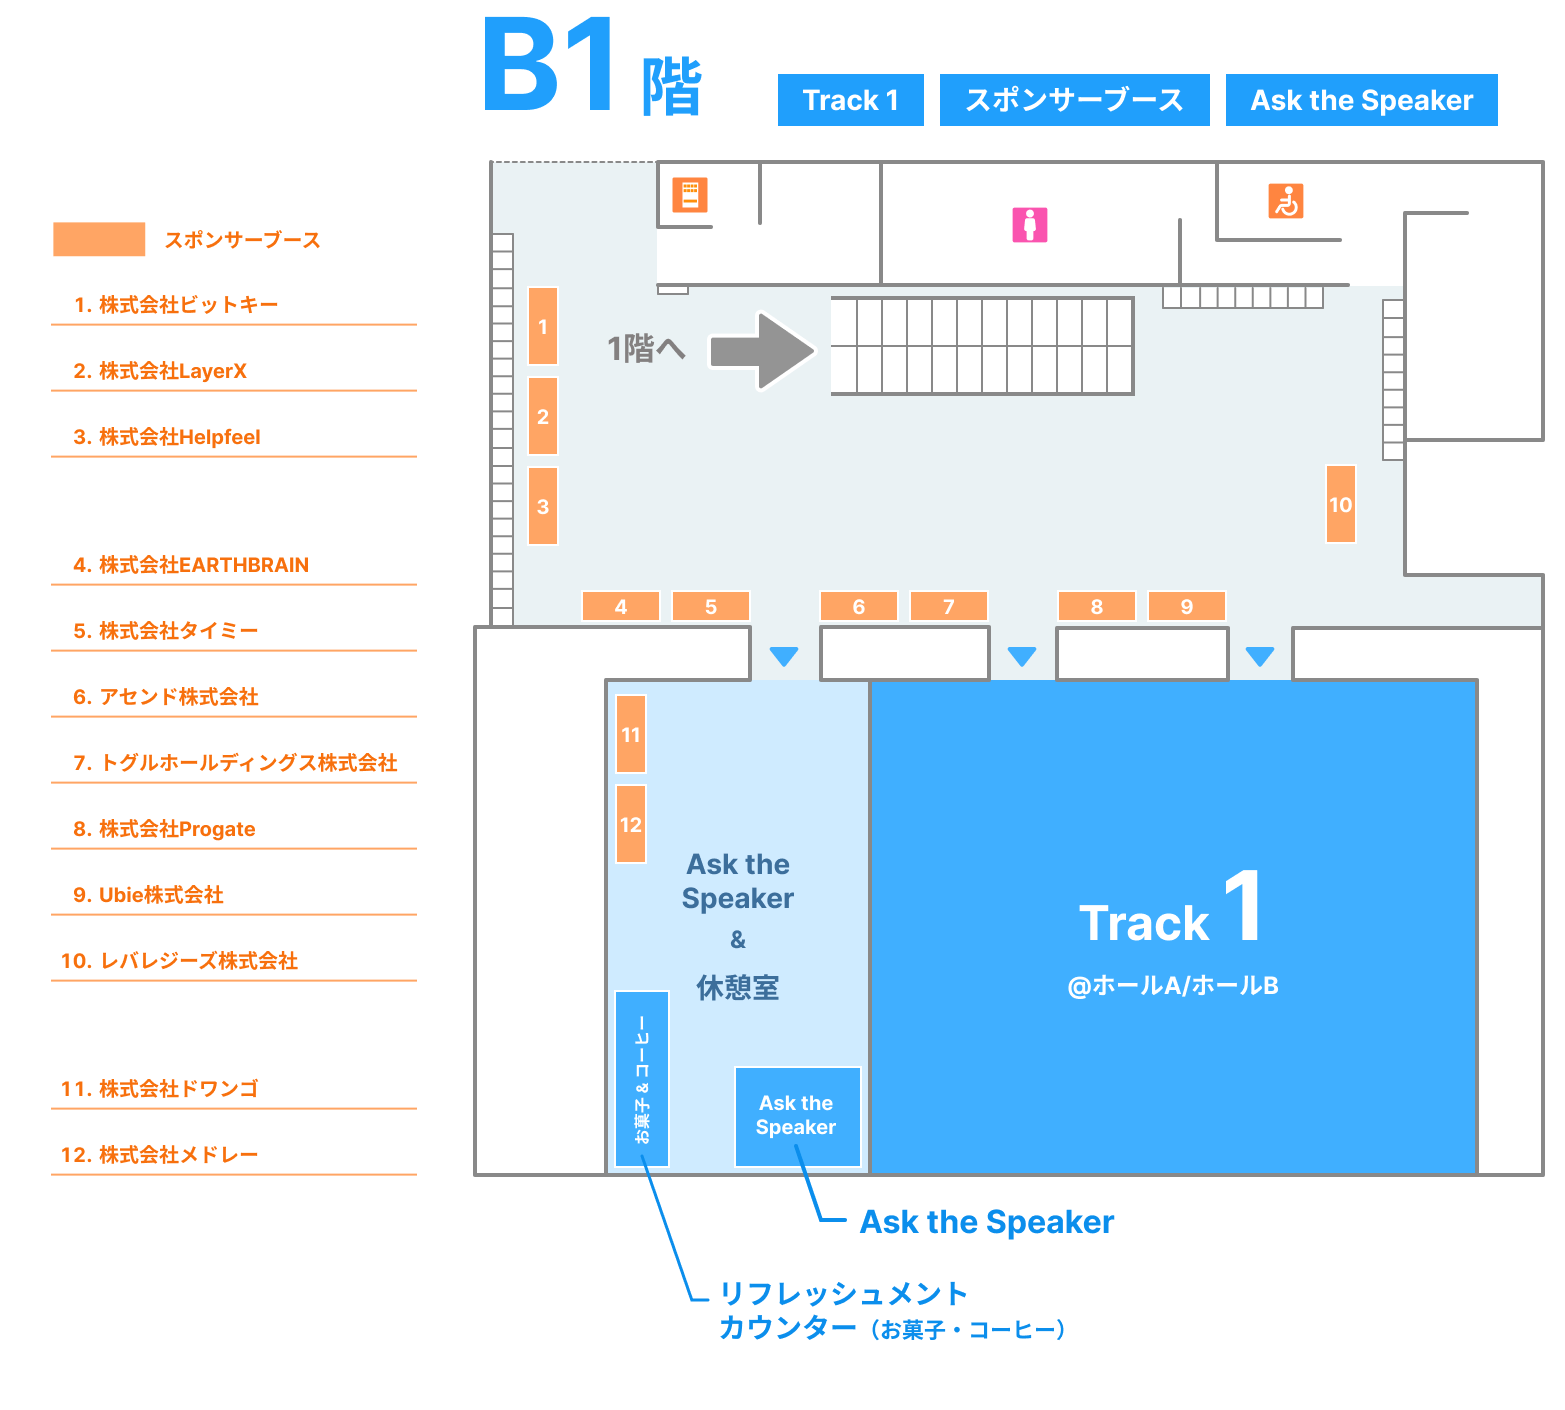 B1階
Track 1
スポンサーブース
Ask the Speaker
スポンサーブース
1. 株式会社ビットキー
2. 株式会社LayerX
3. 株式会社Helpfeel
4. 株式会社EARTHBRAIN
5. 株式会社タイミー
6. アセンド株式会社
7. トグルホールディングス株式会社
8. 株式会社Progate
9. Ubie株式会社
10. レバレジーズ株式会社
11. 株式会社ドワンゴ
12. 株式会社メドレー
1階へ
1
2
3
10
4
5
6
7
8
9
11
12
Ask the
Speaker
&
休憩室
お菓子 & コーヒー
Ask the
Speaker
Track 1
@ホールA/ホールB
Ask the Speaker
リフレッシュメント
カウンター（お菓子・コーヒー）